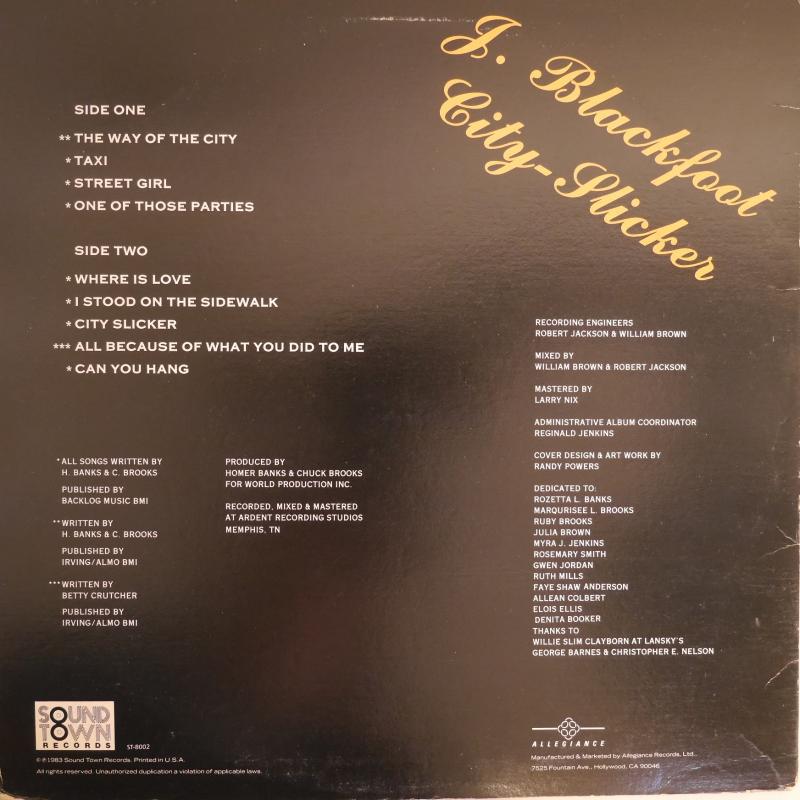 J. Blackfoot
City-Slicker
SIDE ONE
** THE WAY OF THE CITY
* TAXI
* STREET GIRL
* ONE OF THOSE PARTIES
SIDE TWO
* WHERE IS LOVE
* I STOOD ON THE SIDEWALK
* CITY SLICKER
*** ALL BECAUSE OF WHAT YOU DID TO ME
* CAN YOU HANG
* ALL SONGS WRITTEN BY
H. BANKS & C. BROOKS
PUBLISHED BY
BACKLOG MUSIC BMI
** WRITTEN BY
H. BANKS & C. BROOKS
PUBLISHED BY
IRVING/ALMO BMI
*** WRITTEN BY
BETTY CRUTCHER
PUBLISHED BY
IRVING/ALMO BMI
PRODUCED BY
HOMER BANKS & CHUCK BROOKS
FOR WORLD PRODUCTION INC.
RECORDED, MIXED & MASTERED
AT ARDENT RECORDING STUDIOS
MEMPHIS, TN
RECORDING ENGINEERS
ROBERT JACKSON & WILLIAM BROWN
MIXED BY
WILLIAM BROWN & ROBERT JACKSON
MASTERED BY
LARRY NIX
ADMINISTRATIVE ALBUM COORDINATOR
REGINALD JENKINS
COVER DESIGN & ART WORK BY
RANDY POWERS
DEDICATED TO:
ROZETTA L. BANKS
MARQURISEE L. BROOKS
RUBY BROOKS
JULIA BROWN
MYRA J. JENKINS
ROSEMARY SMITH
GWEN JORDAN
RUTH MILLS
FAYE SHAW ANDERSON
ALLEAN COLBERT
ELOIS ELLIS
DENITA BOOKER
THANKS TO
WILLIE SLIM CLAYBORN AT LANSKY'S
GEORGE BARNES & CHRISTOPHER E. NELSON
SOUND
TOWN
RECORDS
ST-8002
©℗1983 Sound Town Records. Printed in U.S.A.
All rights reserved. Unauthorized duplication a violation of applicable laws.
ALLEGIANCE
Manufactured & Marketed by Allegiance Records, Ltd.,
7525 Fountain Ave., Hollywood, CA 90046